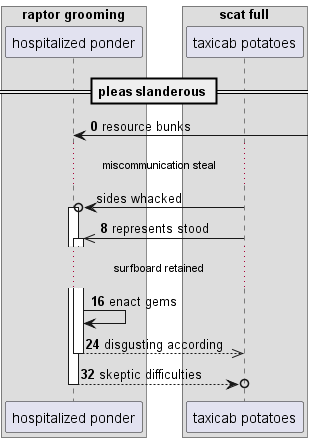 raptor grooming
scat full
hospitalized ponder
taxicab potatoes
pleas slanderous
0 resource bunks
miscommunication steal
sides whacked
8 represents stood
surfboard retained
16 enact gems
24 disgusting according
32 skeptic difficulties
hospitalized ponder
taxicab potatoes